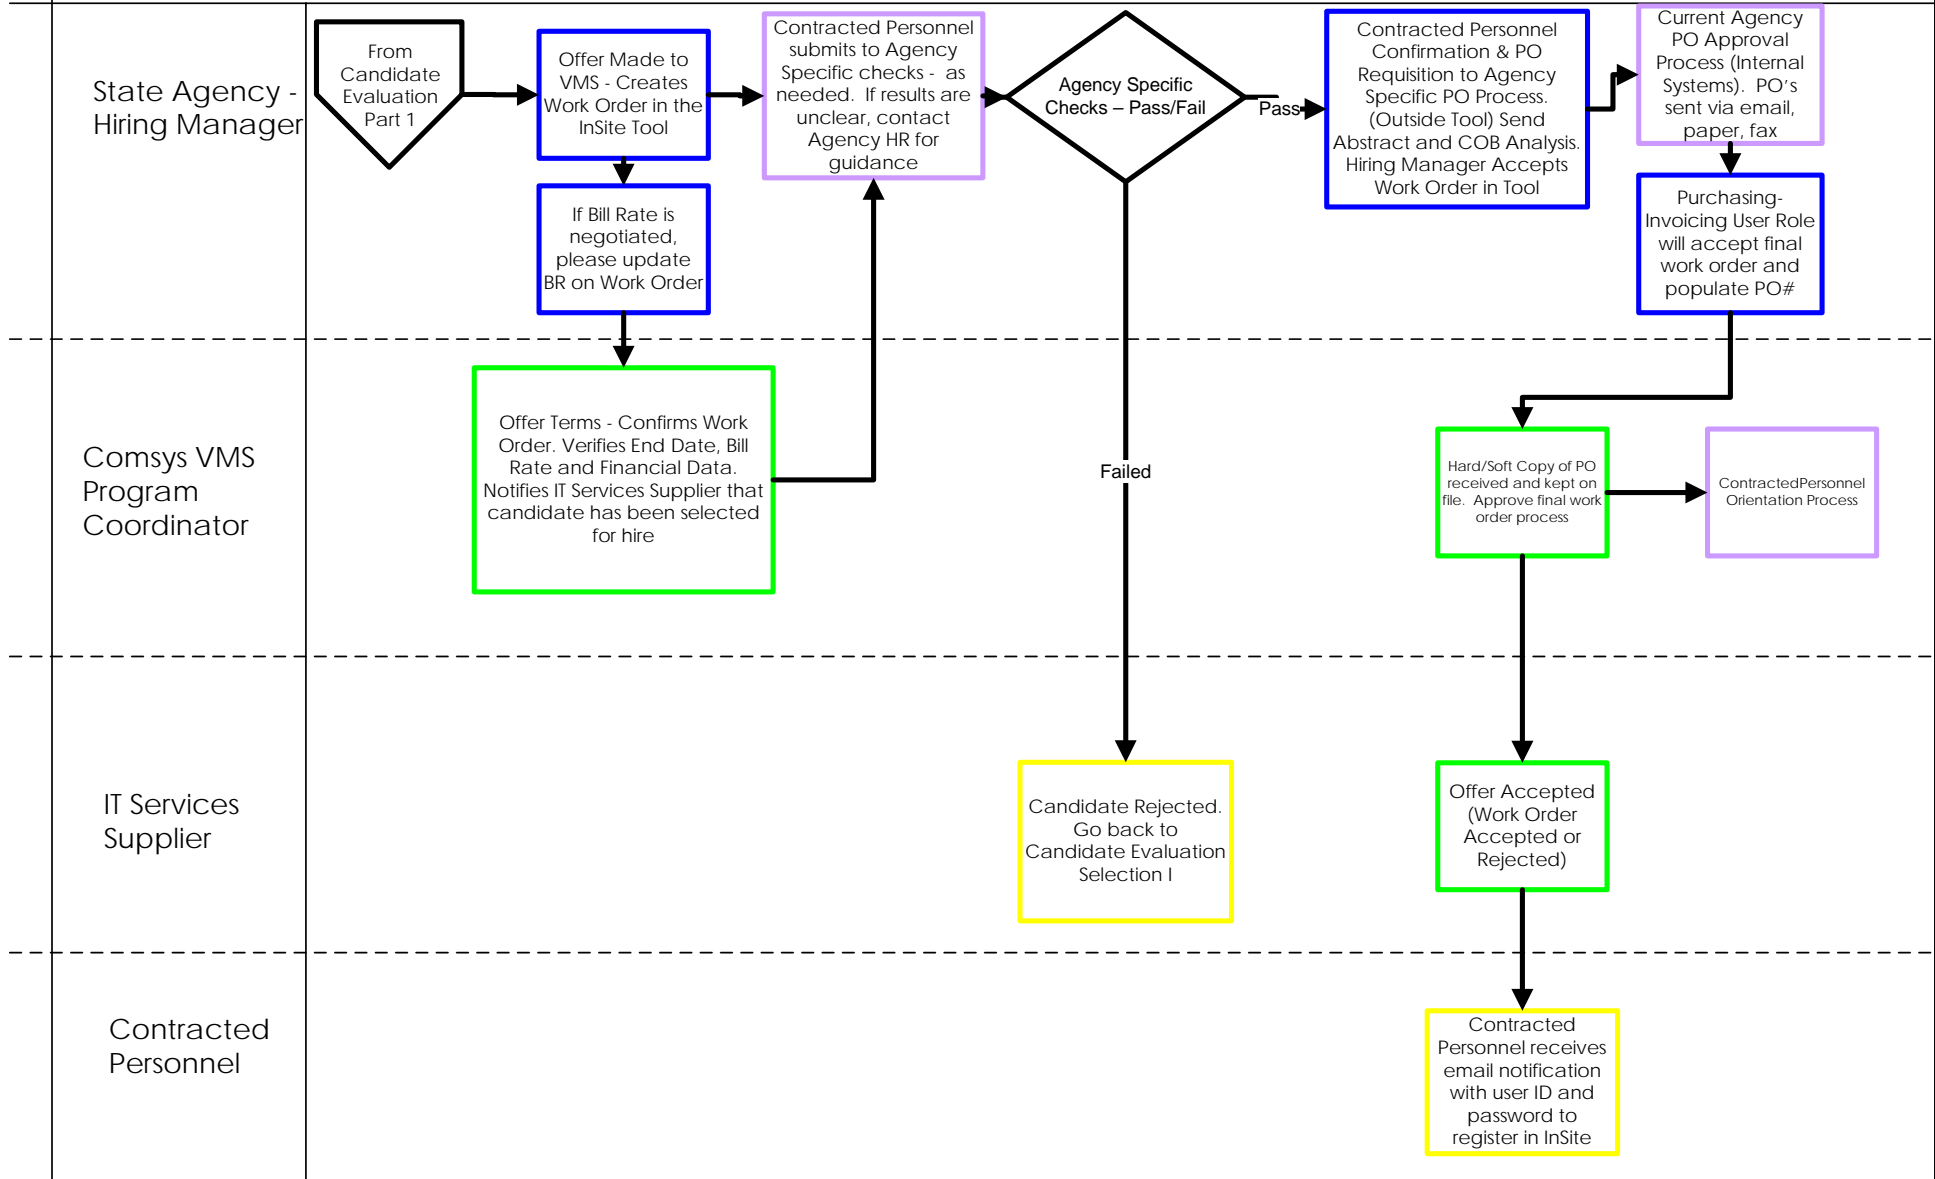 State Agency -
Hiring Manager
From
Candidate
Evaluation
Part 1
Offer Made to
VMS - Creates
Work Order in the
InSite Tool
If Bill Rate is
negotiated,
please update
BR on Work Order
Contracted Personnel
submits to Agency
Specific checks - as
needed. If results are
unclear, contact
Agency HR for
guidance
Agency Specific
Checks – Pass/Fail
Pass
Contracted Personnel
Confirmation & PO
Requisition to Agency
Specific PO Process.
(Outside Tool) Send
Abstract and COB Analysis.
Hiring Manager Accepts
Work Order in Tool
Current Agency
PO Approval
Process (Internal
Systems). PO's
sent via email,
paper, fax
Purchasing-
Invoicing User Role
will accept final
work order and
populate PO#
Comsys VMS
Program
Coordinator
Offer Terms - Confirms Work
Order. Verifies End Date, Bill
Rate and Financial Data.
Notifies IT Services Supplier that
candidate has been selected
for hire
Failed
Hard/Soft Copy of PO
received and kept on
file. Approve final work
order process
ContractedPersonnel
Orientation Process
IT Services
Supplier
Candidate Rejected.
Go back to
Candidate Evaluation
Selection I
Offer Accepted
(Work Order
Accepted or
Rejected)
Contracted
Personnel
Contracted
Personnel receives
email notification
with user ID and
password to
register in InSite